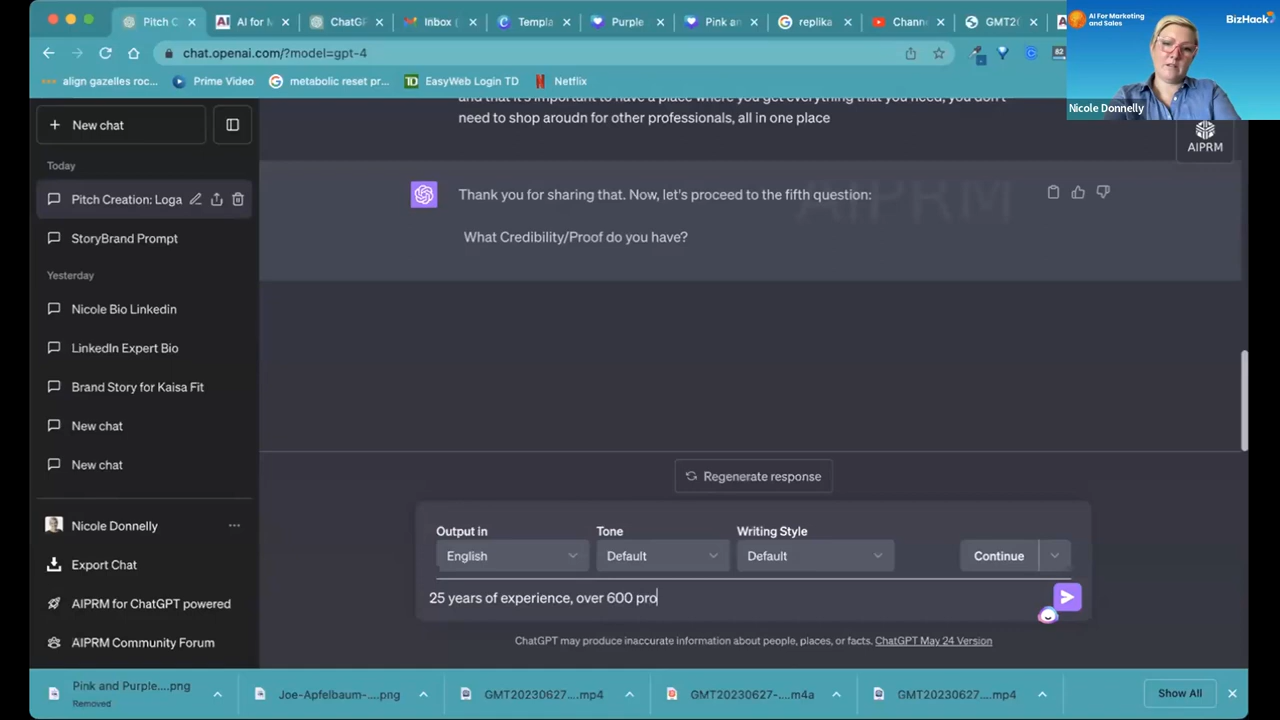 Pitch C
AI for M
ChatGP
Inbox (
Templa
Purple
Pink an
replika
Chann
GMT20
chat.openai.com/?model=gpt-4
82
align gazelles roc...
Prime Video
metabolic reset pr...
EasyWeb Login TD
Netflix
AI For Marketing
and Sales
BizHack
Nicole Donnelly
New chat
Today
Pitch Creation: Loga
StoryBrand Prompt
Yesterday
Nicole Bio Linkedin
LinkedIn Expert Bio
Brand Story for Kaisa Fit
New chat
New chat
Nicole Donnelly
Export Chat
AIPRM for ChatGPT powered
AIPRM Community Forum
and that it's important to have a place where you get everything that you need, you don't
need to shop aroudn for other professionals, all in one place
AIPRM
AIPRM
Thank you for sharing that. Now, let's proceed to the fifth question:
What Credibility/Proof do you have?
Regenerate response
Output in
Tone
Writing Style
English
Default
Default
Continue
25 years of experience, over 600 pro
ChatGPT may produce inaccurate information about people, places, or facts. ChatGPT May 24 Version
Pink and Purple....png
Removed
Joe-Apfelbaum-....png
GMT20230627....mp4
GMT20230627-....m4a
GMT20230627....mp4
Show All